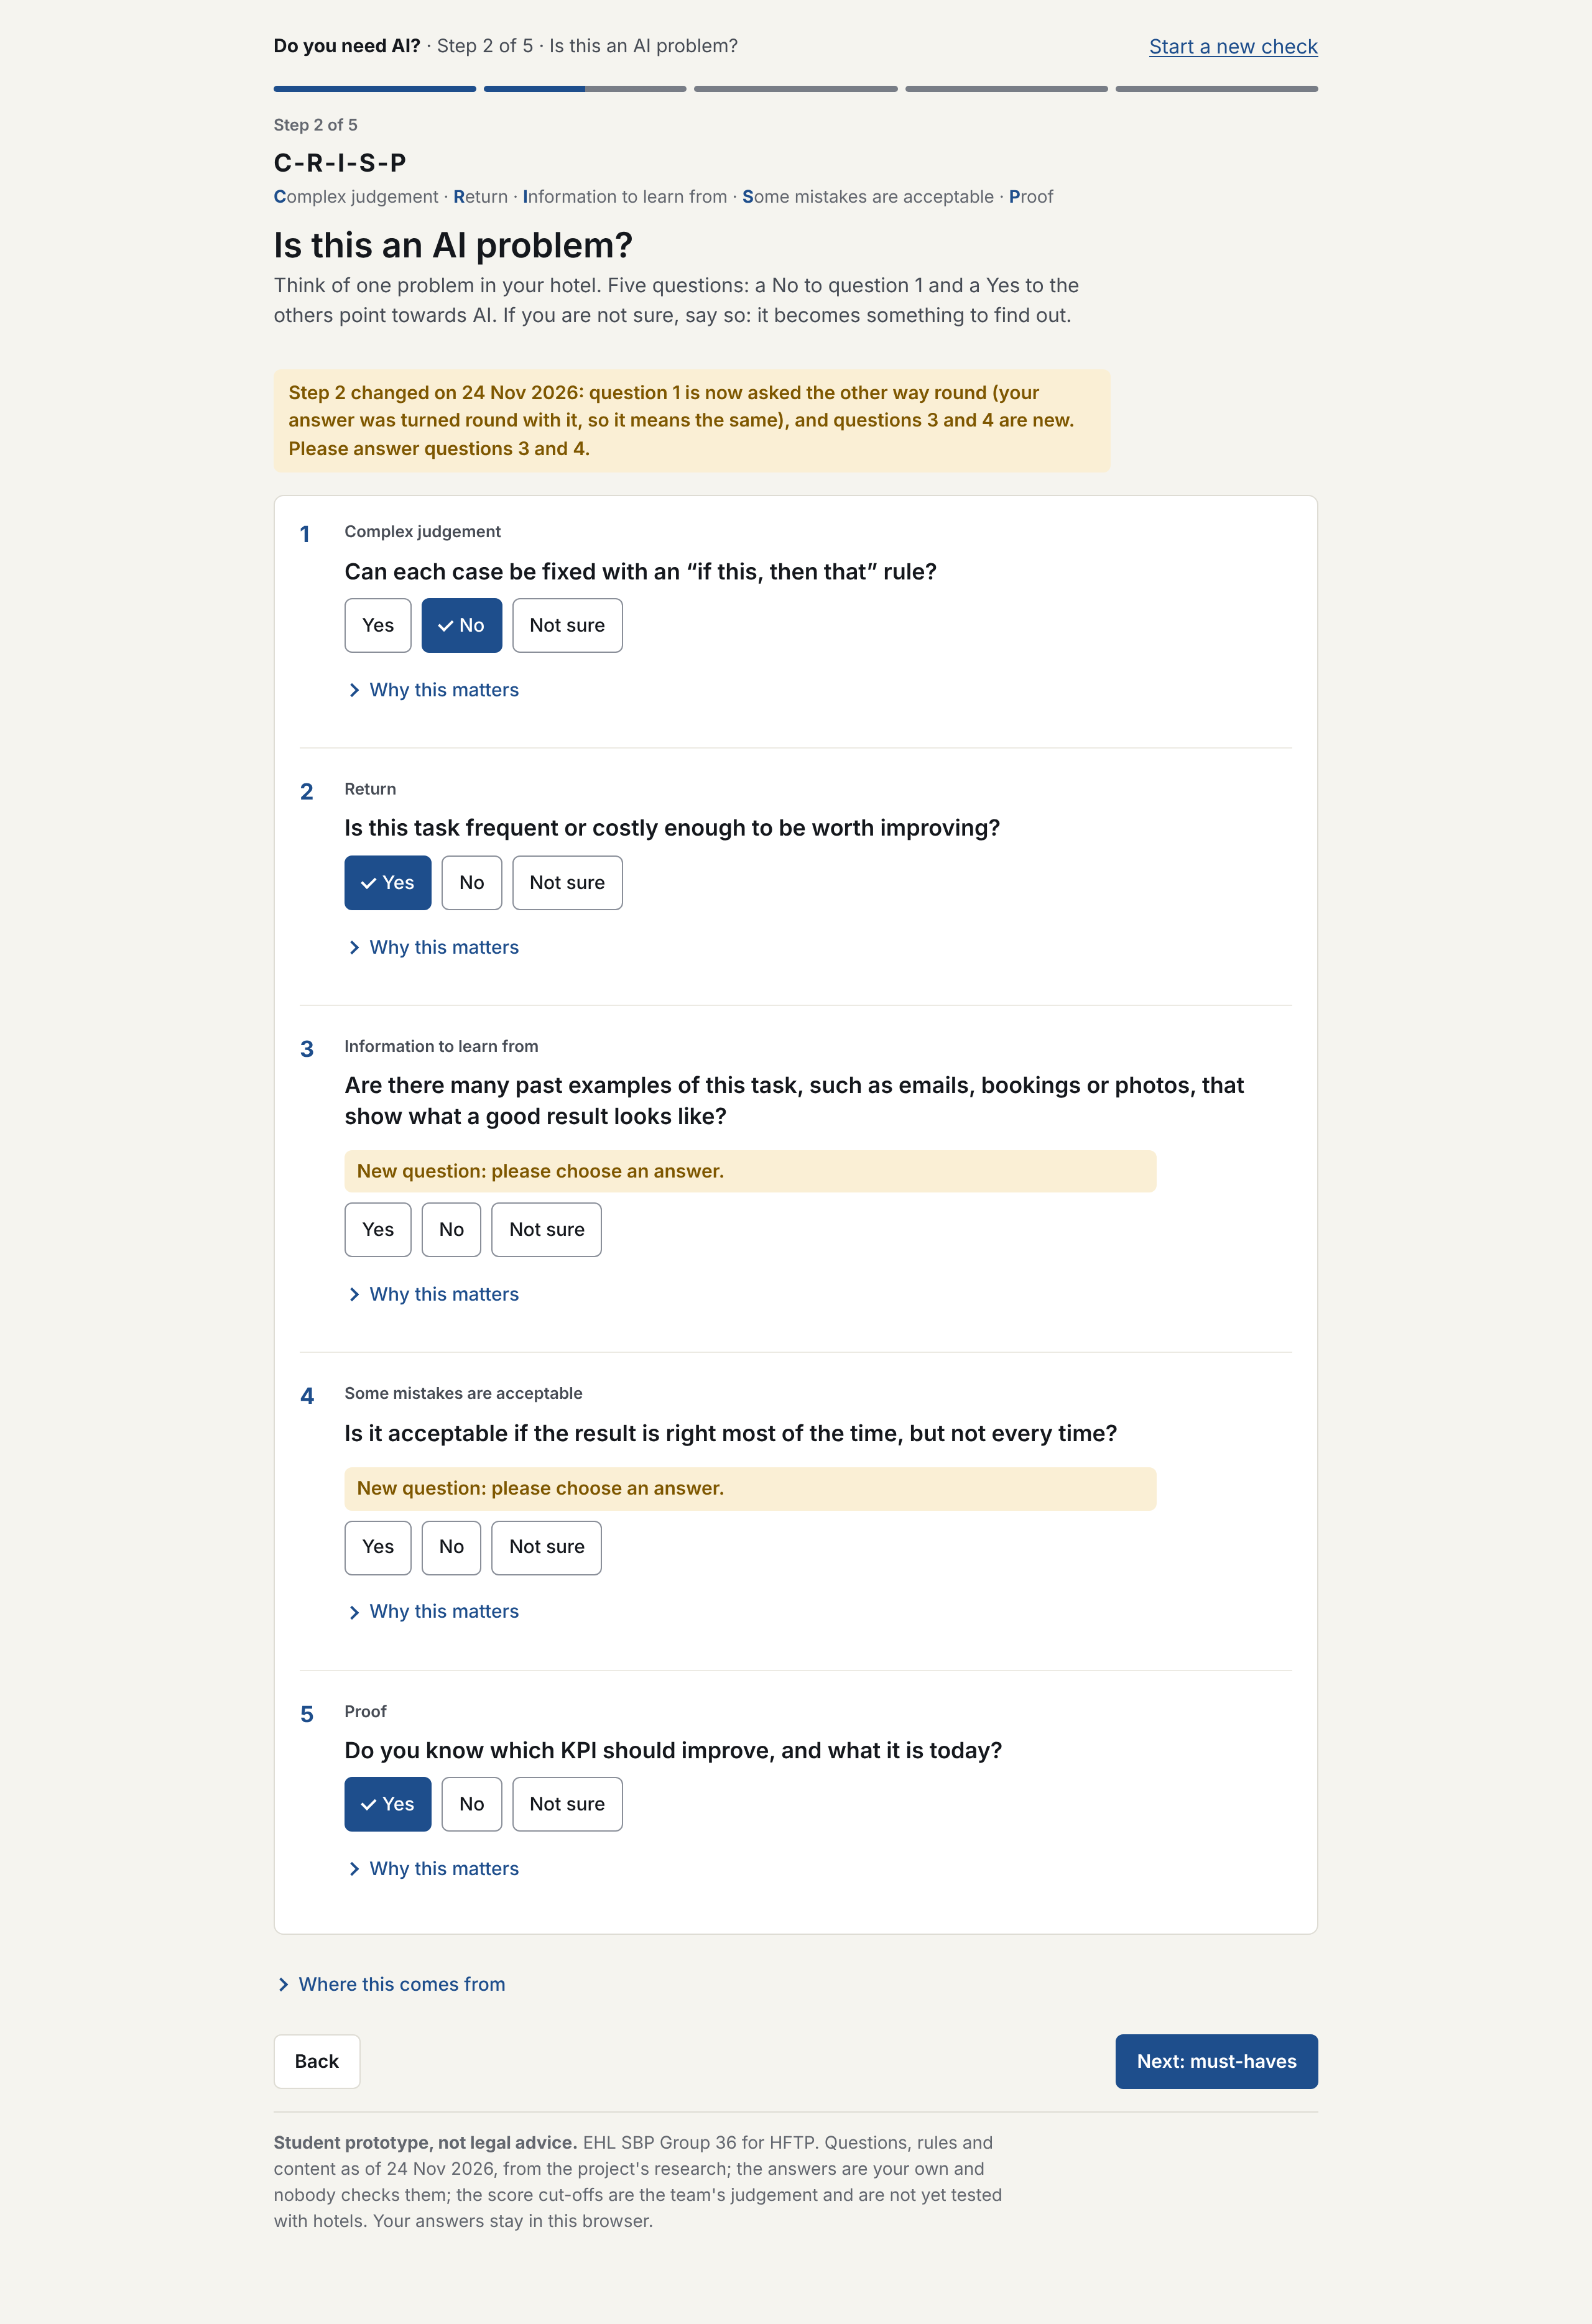 Do you need AI? · Step 2 of 5 · Is this an AI problem?
Start a new check
Step 2 of 5
C-R-I-S-P
Complex judgement · Return · Information to learn from · Some mistakes are acceptable · Proof
Is this an AI problem?
Think of one problem in your hotel. Five questions: a No to question 1 and a Yes to the
others point towards AI. If you are not sure, say so: it becomes something to find out.
Step 2 changed on 24 Nov 2026: question 1 is now asked the other way round (your
answer was turned round with it, so it means the same), and questions 3 and 4 are new.
Please answer questions 3 and 4.
1
Complex judgement
Can each case be fixed with an “if this, then that” rule?
Yes
✓ No
Not sure
Why this matters
2
Return
Is this task frequent or costly enough to be worth improving?
✓ Yes
No
Not sure
Why this matters
3
Information to learn from
Are there many past examples of this task, such as emails, bookings or photos, that
show what a good result looks like?
New question: please choose an answer.
Yes
No
Not sure
Why this matters
4
Some mistakes are acceptable
Is it acceptable if the result is right most of the time, but not every time?
New question: please choose an answer.
Yes
No
Not sure
Why this matters
5
Proof
Do you know which KPI should improve, and what it is today?
✓ Yes
No
Not sure
Why this matters
Where this comes from
Back
Next: must-haves
Student prototype, not legal advice. EHL SBP Group 36 for HFTP. Questions, rules and
content as of 24 Nov 2026, from the project's research; the answers are your own and
nobody checks them; the score cut-offs are the team's judgement and are not yet tested
with hotels. Your answers stay in this browser.